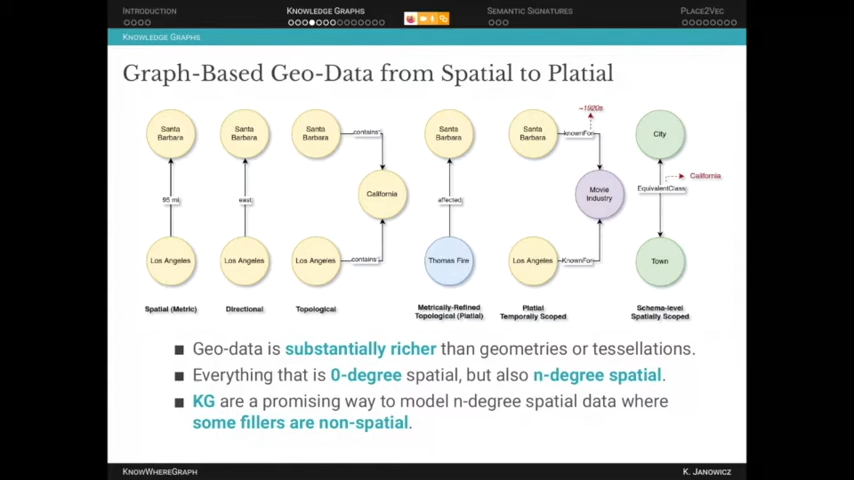 INTRODUCTION
KNOWLEDGE GRAPHS
SEMANTIC SIGNATURES
PLACE2VEC
KNOWLEDGE GRAPHS
Graph-Based Geo-Data from Spatial to Platial
Santa
Barbara
95 mi
Los Angeles
Spatial (Metric)
Santa
Barbara
east
Los Angeles
Directional
Santa
Barbara
contains
California
Los Angeles
contains
Topological
Santa
Barbara
affected
Thomas Fire
Metrically-Refined
Topological (Platial)
~1920s
Santa
Barbara
knownFor
Movie
Industry
Los Angeles
KnownFor
Platial
Temporally Scoped
City
California
EquivalentClass
Town
Schema-level
Spatially Scoped
Geo-data is substantially richer than geometries or tessellations.
Everything that is 0-degree spatial, but also n-degree spatial.
KG are a promising way to model n-degree spatial data where
some fillers are non-spatial.
KNOWWHEREGRAPH
K. JANOWICZ